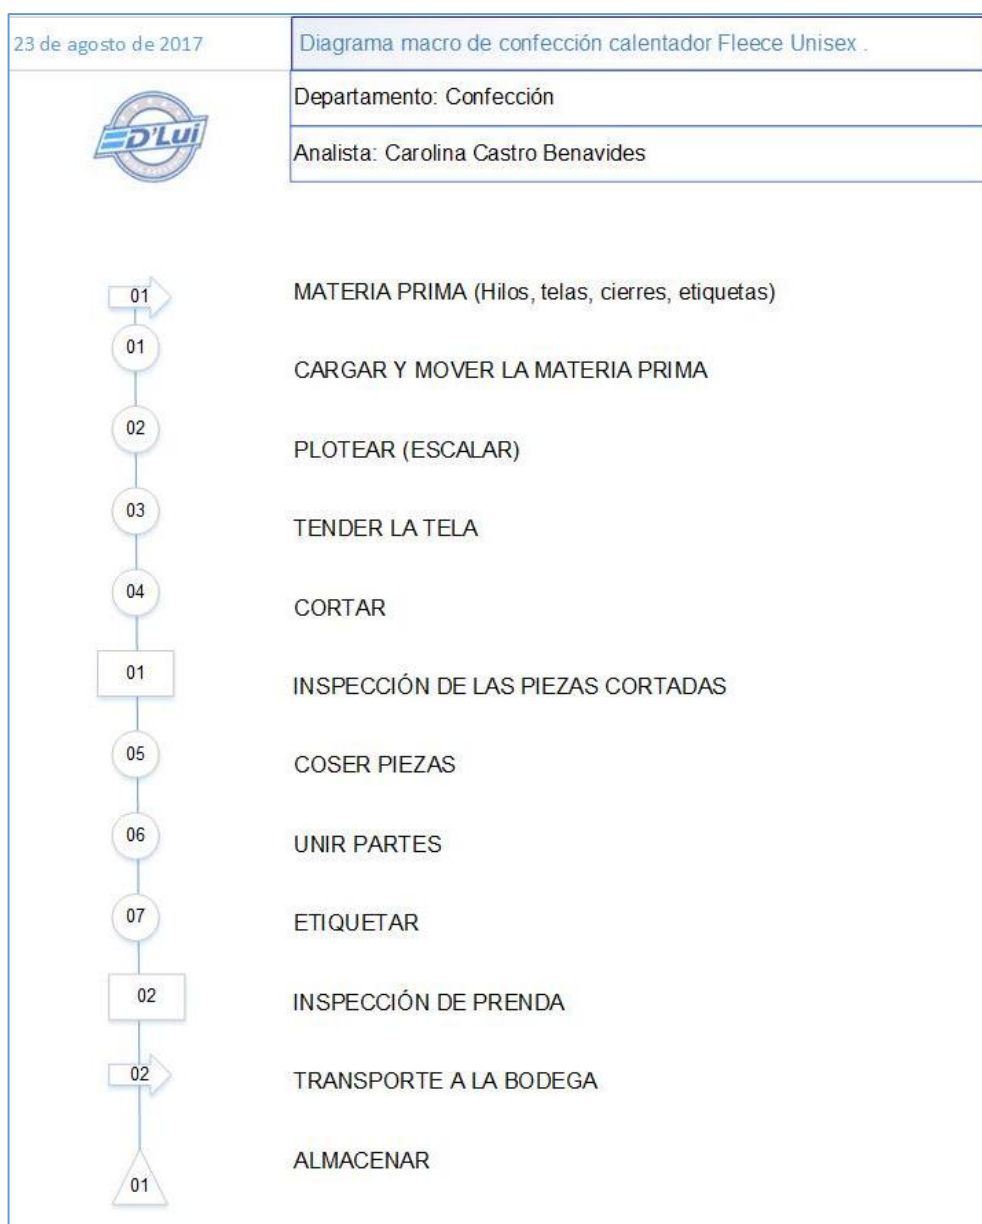 23 de agosto de 2017
Diagrama macro de confección calentador Fleece Unisex .
Departamento: Confección
D'Lui
Analista: Carolina Castro Benavides
01 MATERIA PRIMA (Hilos, telas, cierres, etiquetas)
01 CARGAR Y MOVER LA MATERIA PRIMA
02 PLOTEAR (ESCALAR)
03 TENDER LA TELA
04 CORTAR
01 INSPECCIÓN DE LAS PIEZAS CORTADAS
05 COSER PIEZAS
06 UNIR PARTES
07 ETIQUETAR
02 INSPECCIÓN DE PRENDA
02 TRANSPORTE A LA BODEGA
01 ALMACENAR